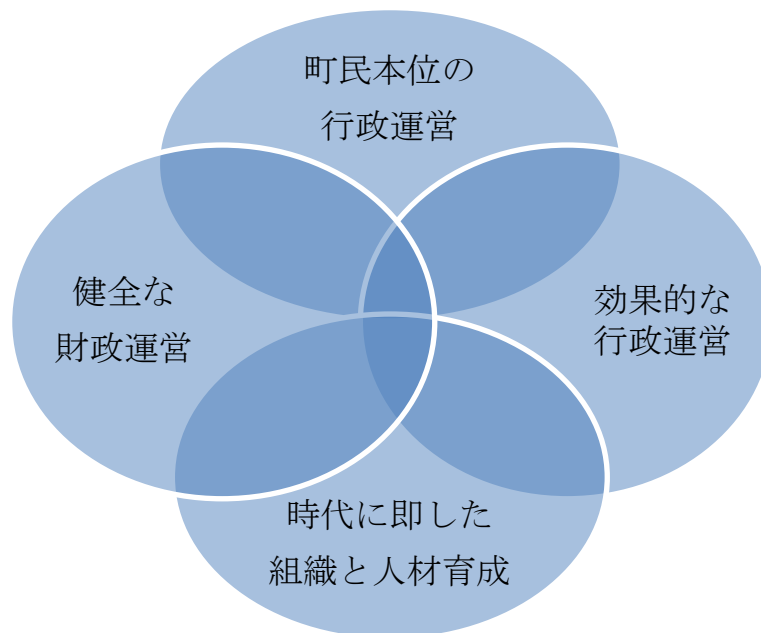 町民本位の
行政運営
健全な
財政運営
効果的な
行政運営
時代に即した
組織と人材育成